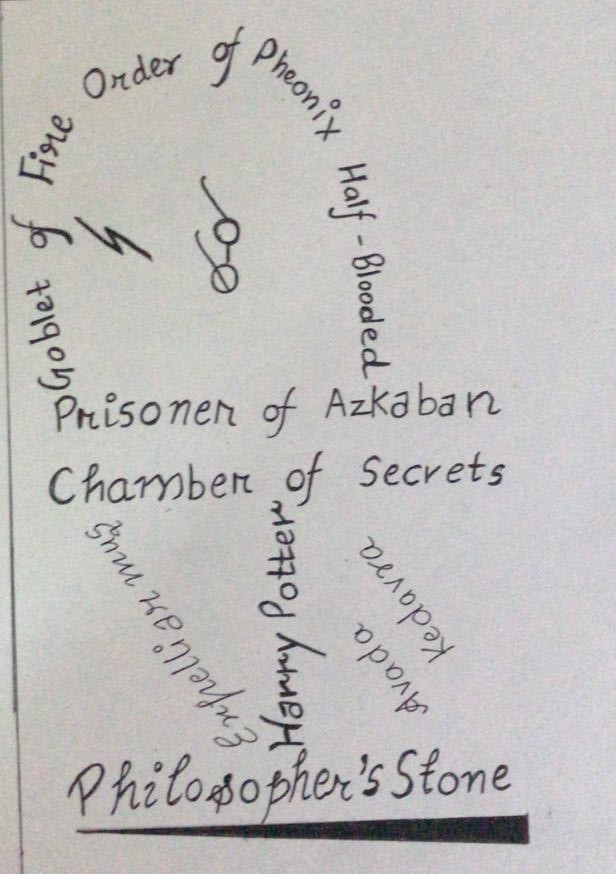 Goblet of Fire Order of Pheonix Half-Blooded
Prisoner of Azkaban
Chamber of Secrets
Expelliarmus
Harry Potter
Avada
Kedavra
Philosopher's Stone